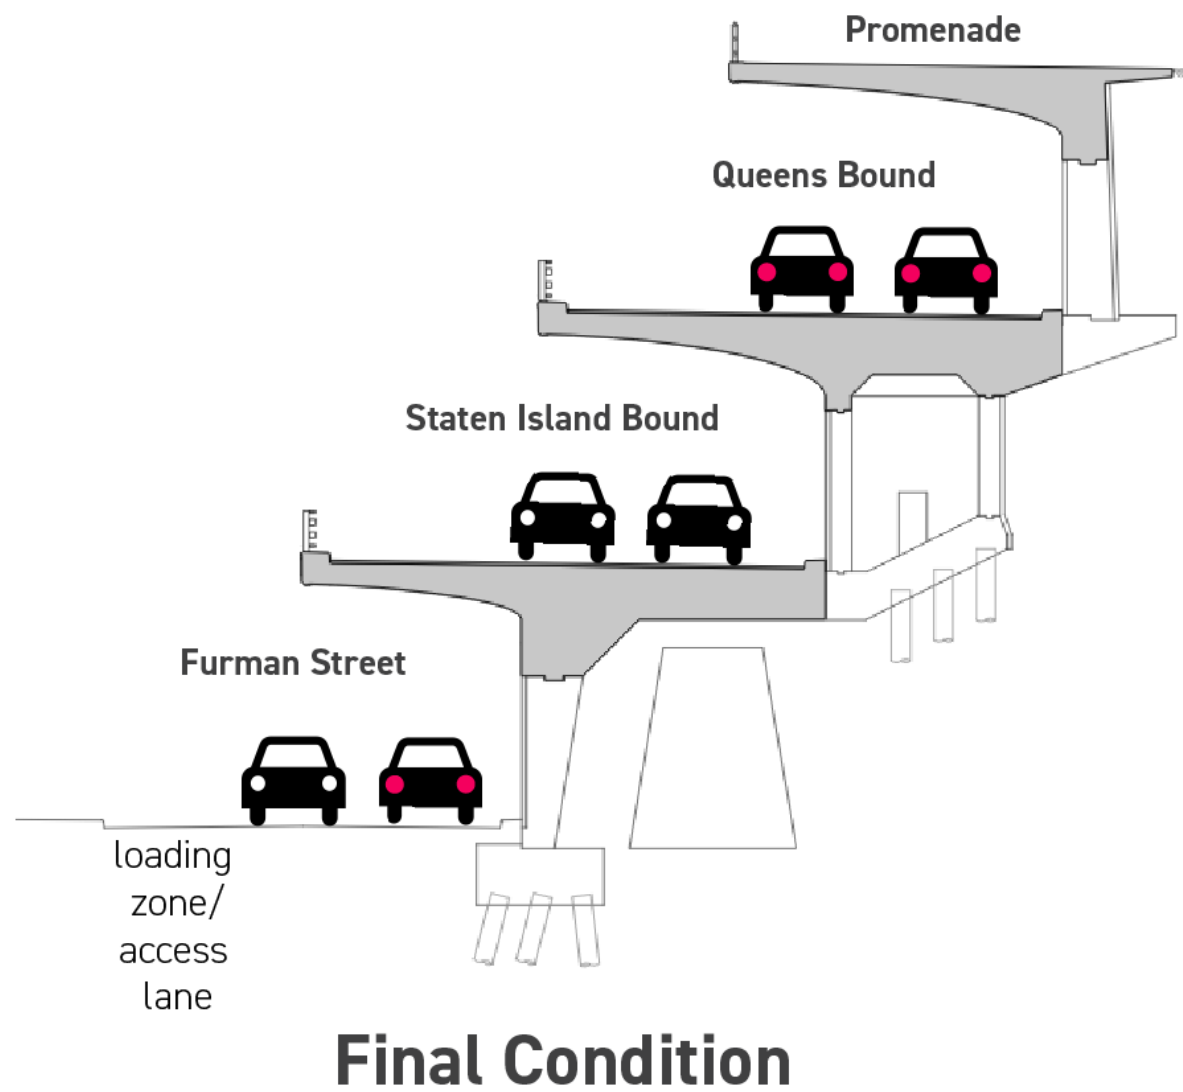 Promenade
Queens Bound
Staten Island Bound
Furman Street
loading
zone/
access
lane
Final Condition